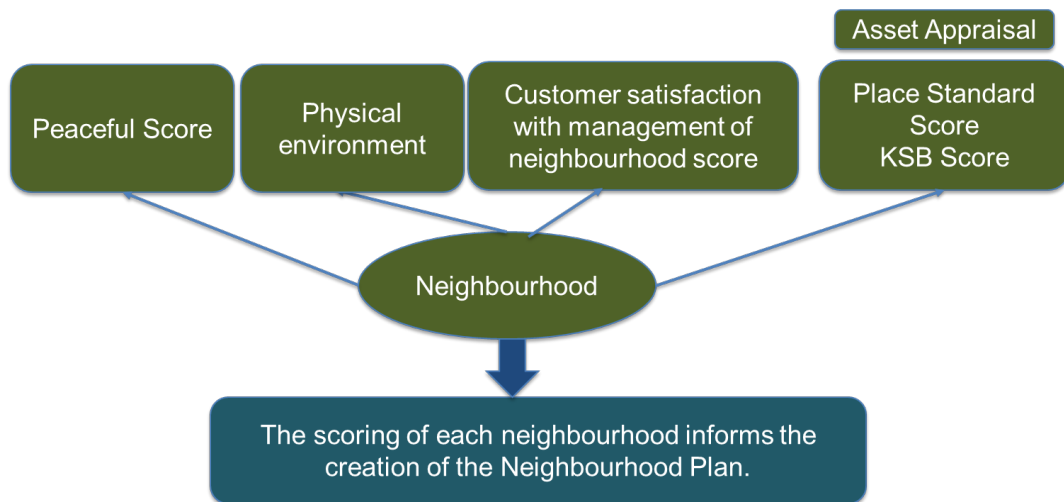 Asset Appraisal
Peaceful Score
Physical
environment
Customer satisfaction
with management of
neighbourhood score
Place Standard
Score
KSB Score
Neighbourhood
The scoring of each neighbourhood informs the
creation of the Neighbourhood Plan.